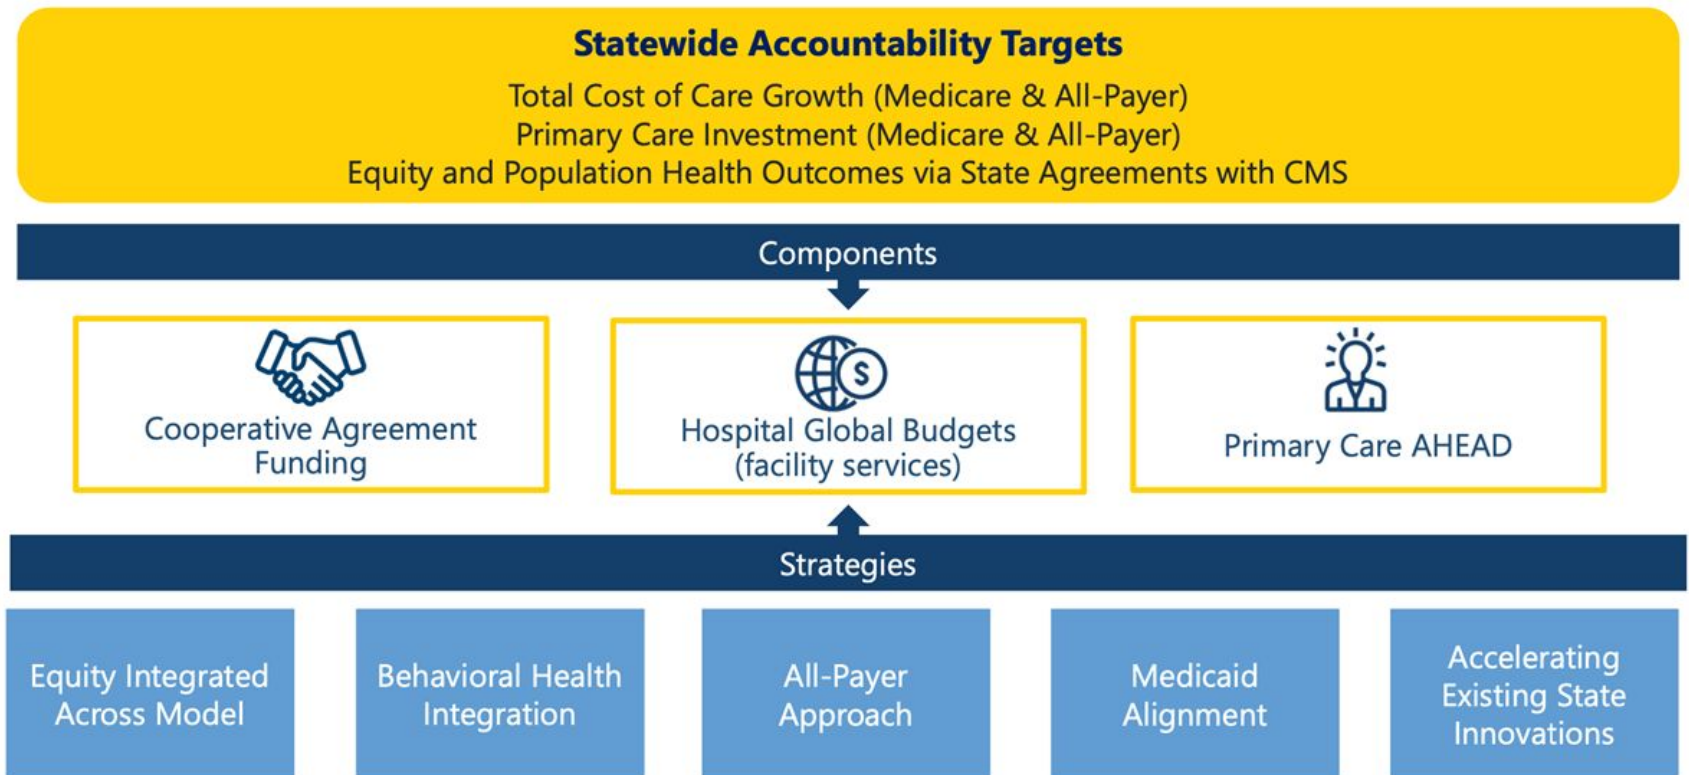 Statewide Accountability Targets
Total Cost of Care Growth (Medicare & All-Payer)
Primary Care Investment (Medicare & All-Payer)
Equity and Population Health Outcomes via State Agreements with CMS
Components
Cooperative Agreement
Funding
$
Hospital Global Budgets
(facility services)
Primary Care AHEAD
Strategies
Equity Integrated
Across Model
Behavioral Health
Integration
All-Payer
Approach
Medicaid
Alignment
Accelerating
Existing State
Innovations